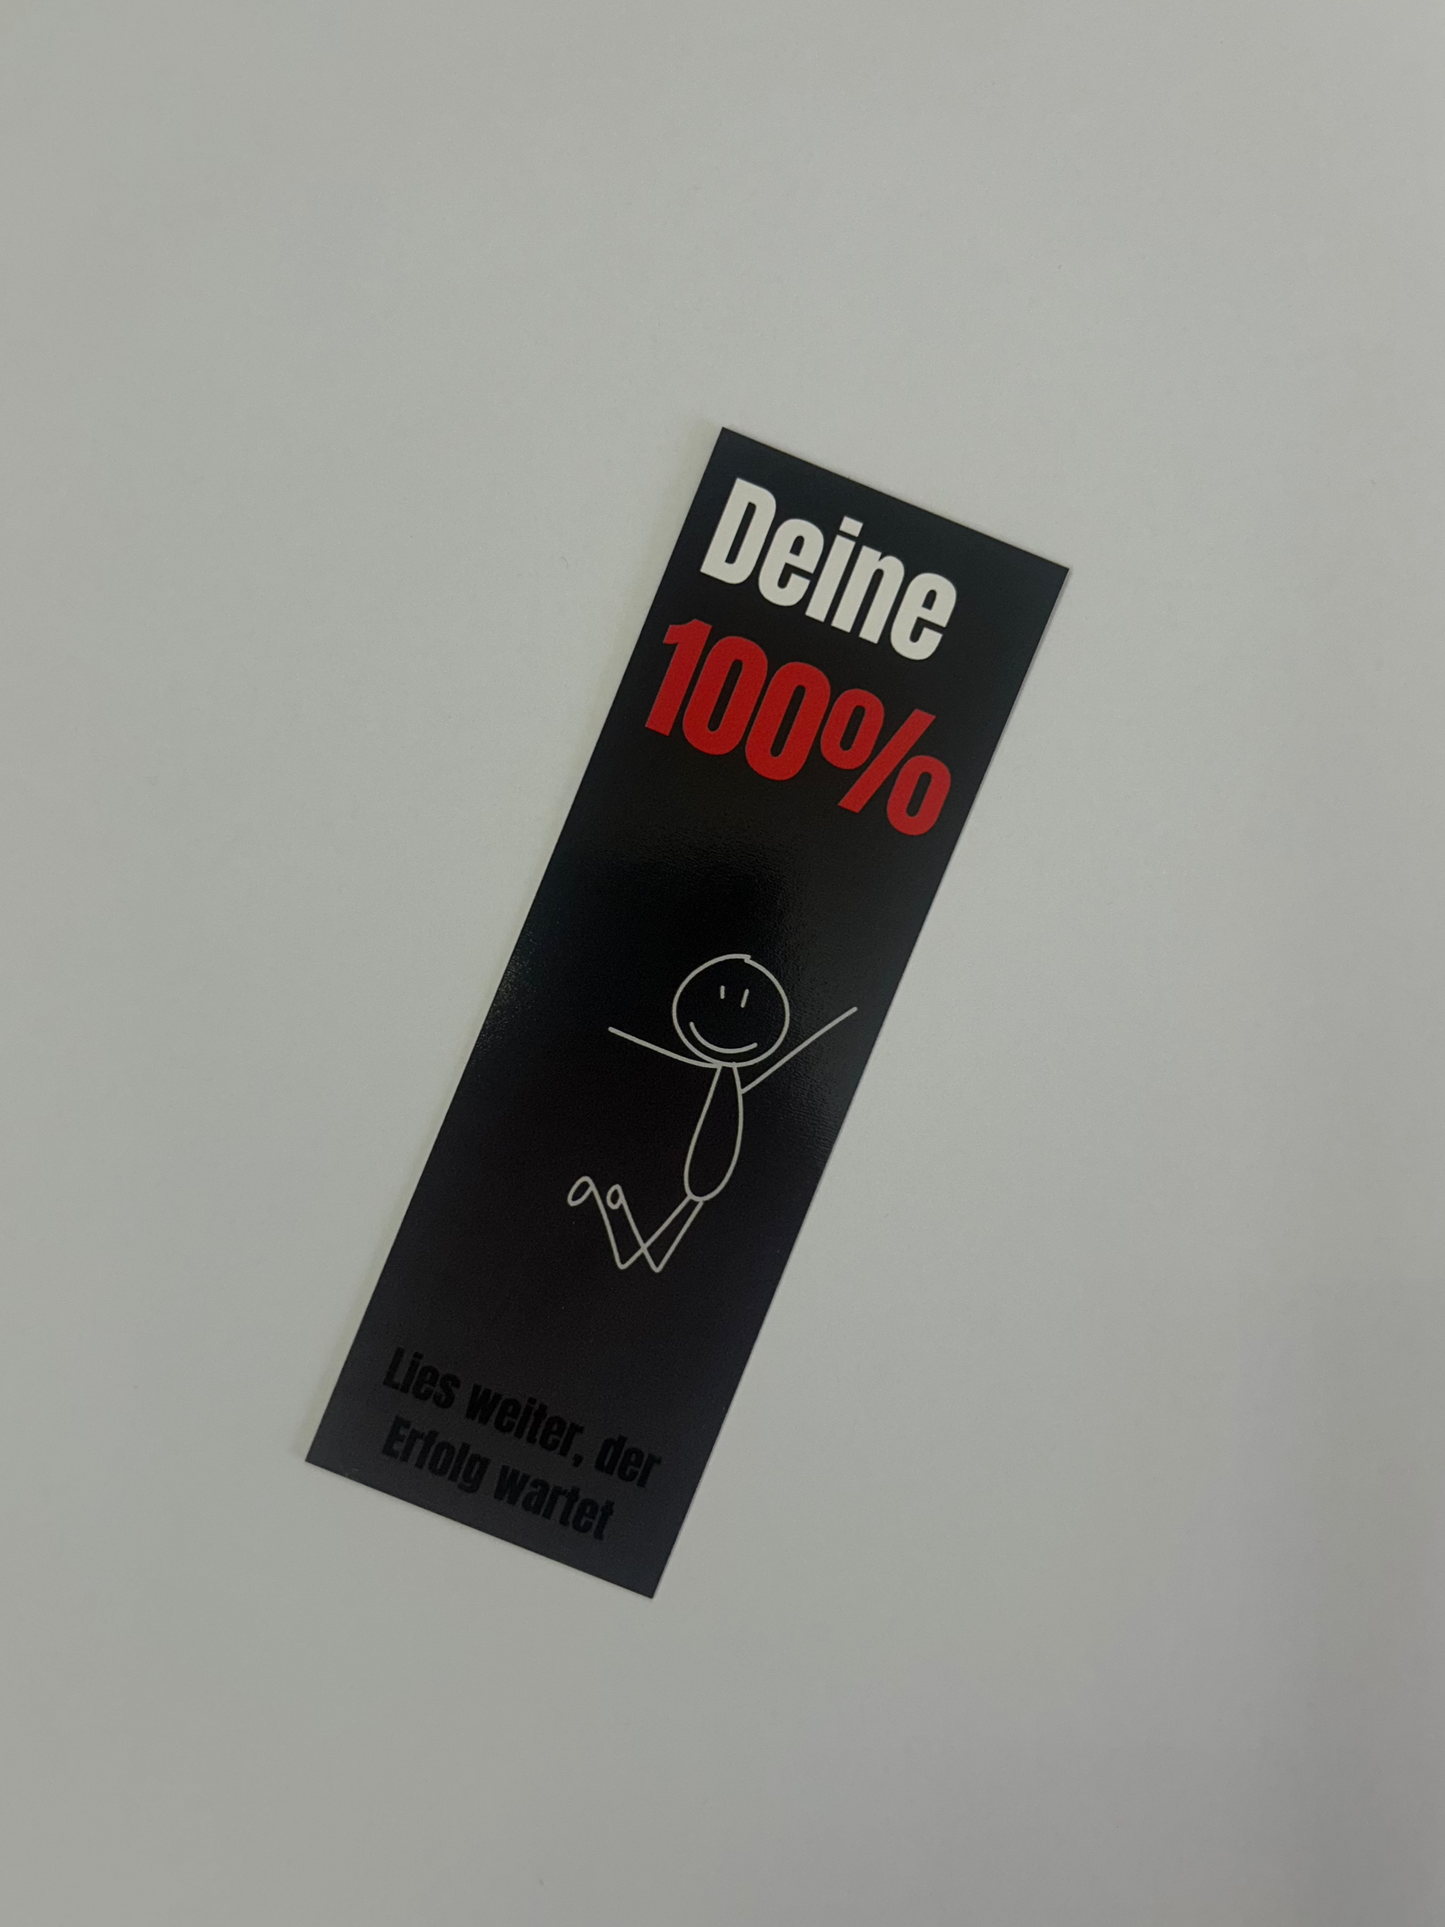 Deine
100%
Lies weiter, der
Erfolg wartet